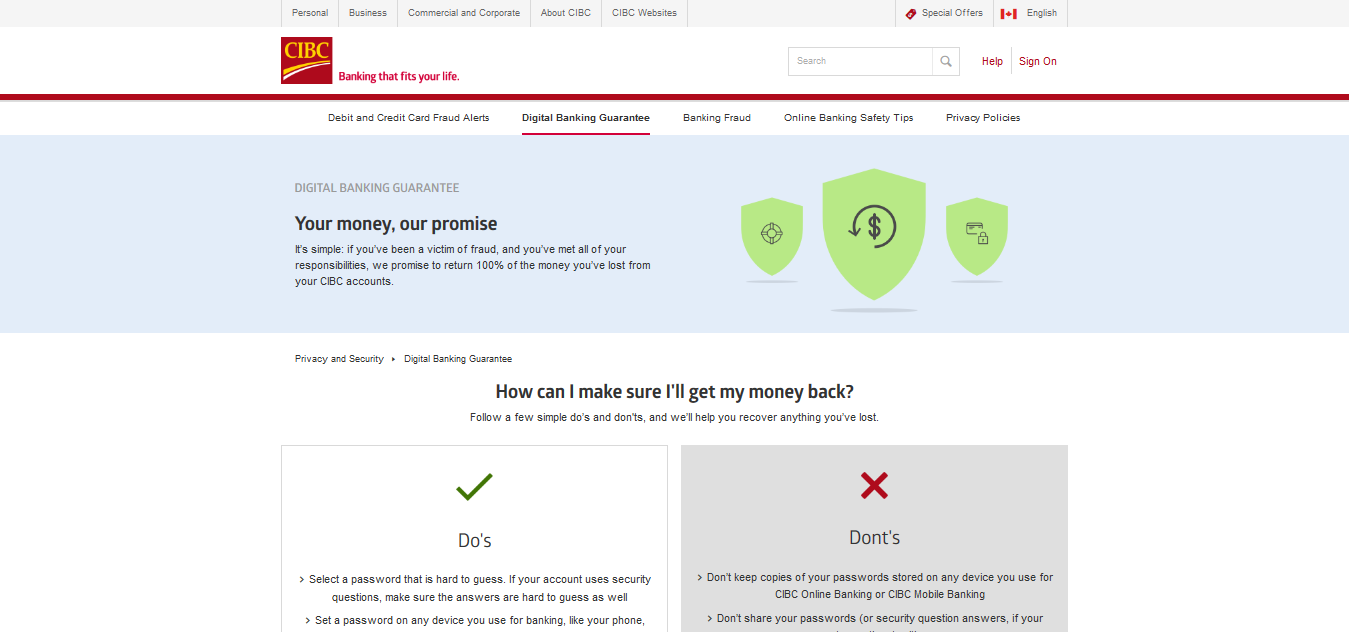 Personal
Business
Commercial and Corporate
About CIBC
CIBC Websites
Special Offers
English
CIBC
Banking that fits your life.
Search
Help
Sign On
Debit and Credit Card Fraud Alerts
Digital Banking Guarantee
Banking Fraud
Online Banking Safety Tips
Privacy Policies
DIGITAL BANKING GUARANTEE
Your money, our promise
It's simple: if you've been a victim of fraud, and you've met all of your
responsibilities, we promise to return 100% of the money you've lost from
your CIBC accounts.
$
Privacy and Security
Digital Banking Guarantee
How can I make sure I'll get my money back?
Follow a few simple do's and don'ts, and we'll help you recover anything you've lost.
Do's
Select a password that is hard to guess. If your account uses security
questions, make sure the answers are hard to guess as well
Set a password on any device you use for banking, like your phone,
Dont's
Don't keep copies of your passwords stored on any device you use for
CIBC Online Banking or CIBC Mobile Banking
Don't share your passwords (or security question answers, if your